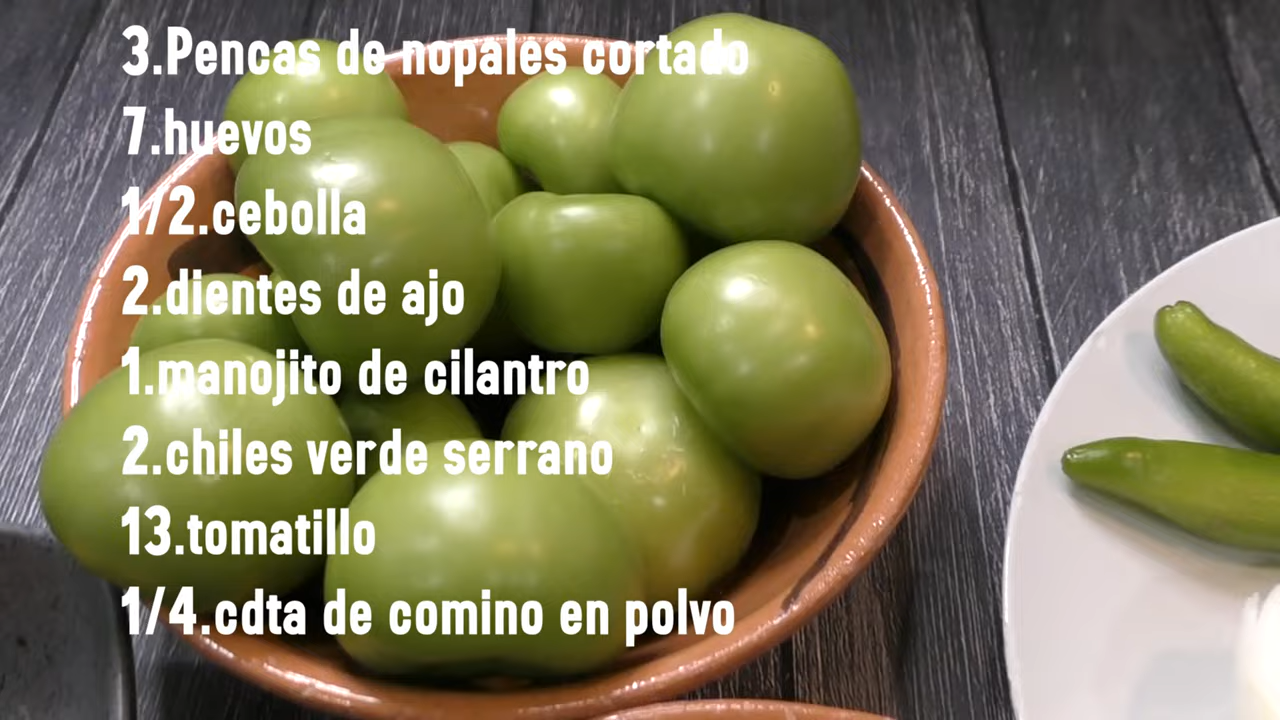 3.Pencas de nopales cortado
7.huevos
1/2.cebolla
2.dientes de ajo
1.manojito de cilantro
2.chiles verde serrano
13.tomatillo
1/4.cdta de comino en polvo